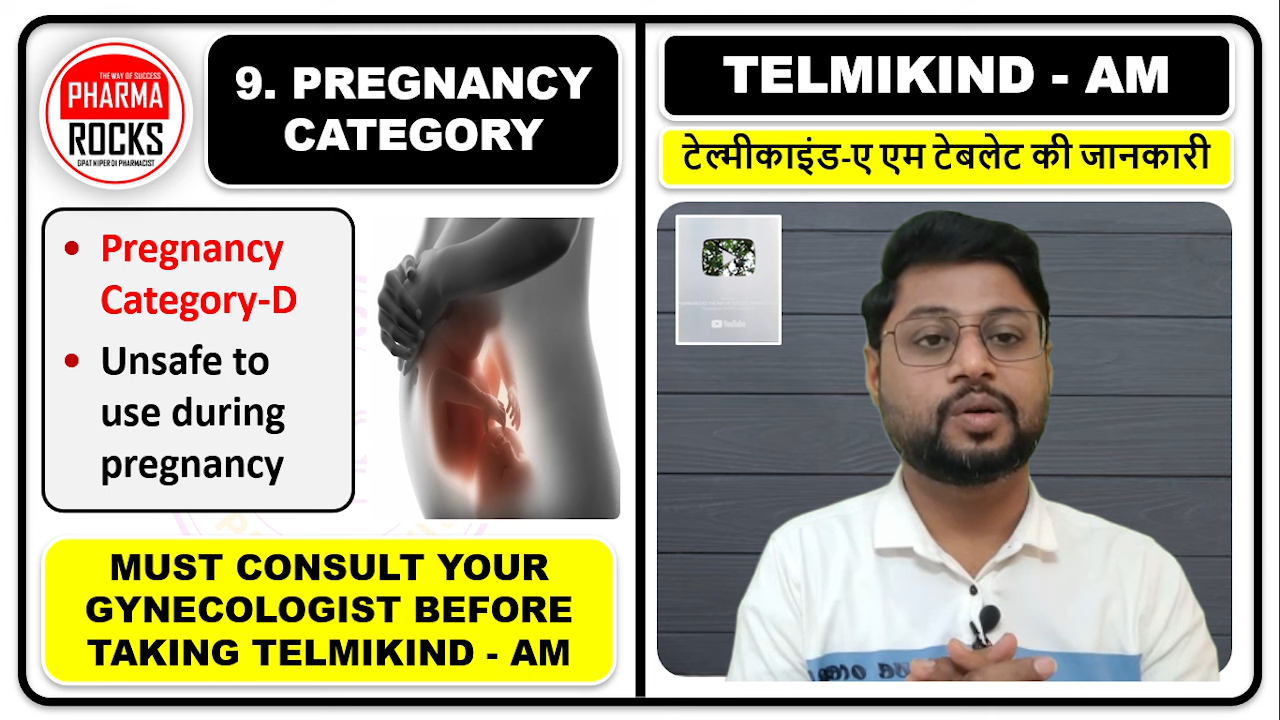 THE WAY OF SUCCESS
PHARMA
ROCKS
GPAT NIPER DI PHARMACIST
9. PREGNANCY
CATEGORY
• Pregnancy
Category-D
• Unsafe to
use during
pregnancy
MUST CONSULT YOUR
GYNECOLOGIST BEFORE
TAKING TELMIKIND - AM
TELMIKIND - AM
टेल्मीकाइंड-ए एम टेबलेट की जानकारी
YouTube